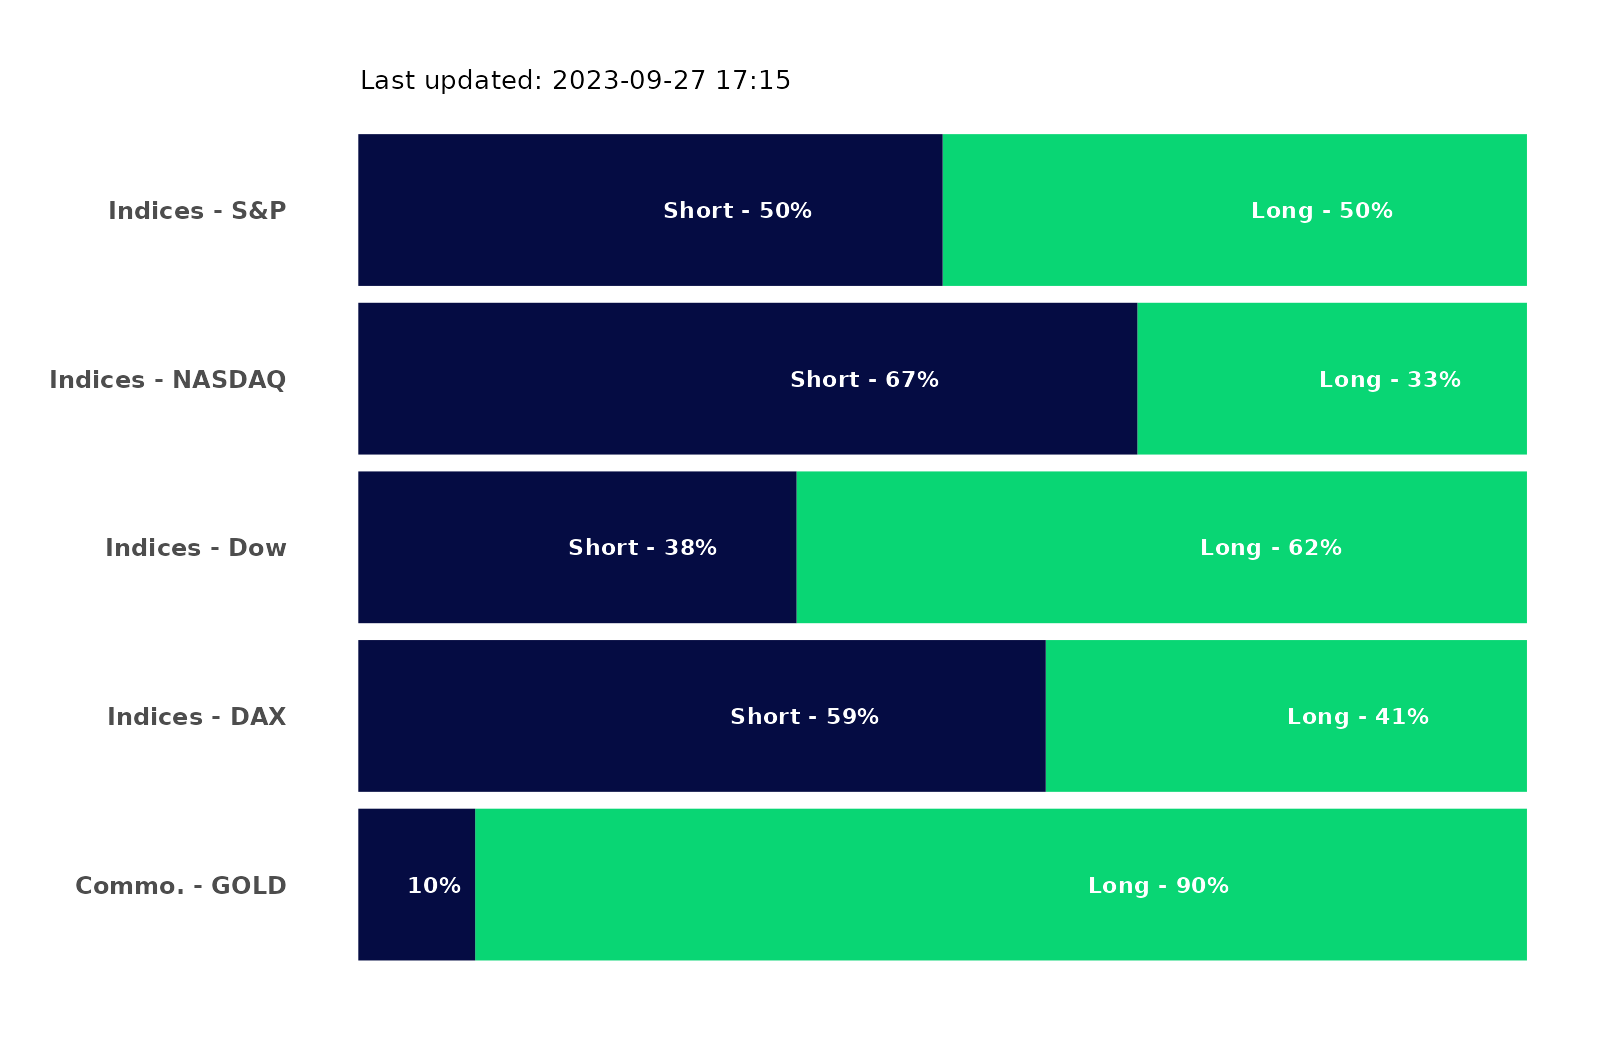 Last updated: 2023-09-27 17:15
Indices - S&P
Short - 50%
Long - 50%
Indices - NASDAQ
Short - 67%
Long - 33%
Indices - Dow
Short - 38%
Long - 62%
Indices - DAX
Short - 59%
Long - 41%
Commo. - GOLD
10%
Long - 90%